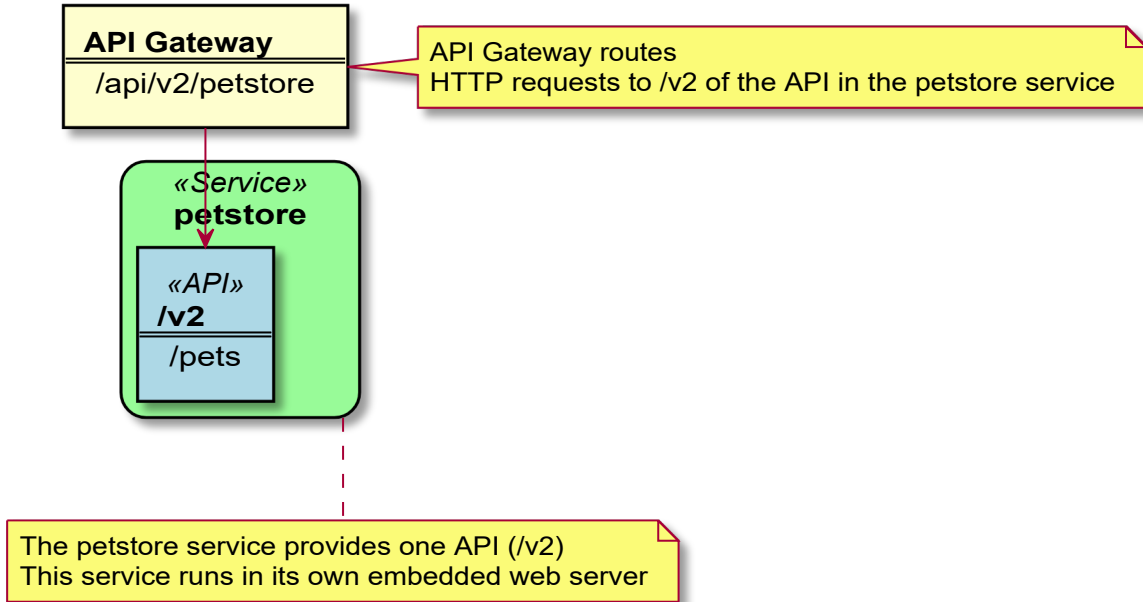 API Gateway
/api/v2/petstore
API Gateway routes
HTTP requests to /v2 of the API in the petstore service
«Service»
petstore
«API»
/v2
/pets
The petstore service provides one API (/v2)
This service runs in its own embedded web server